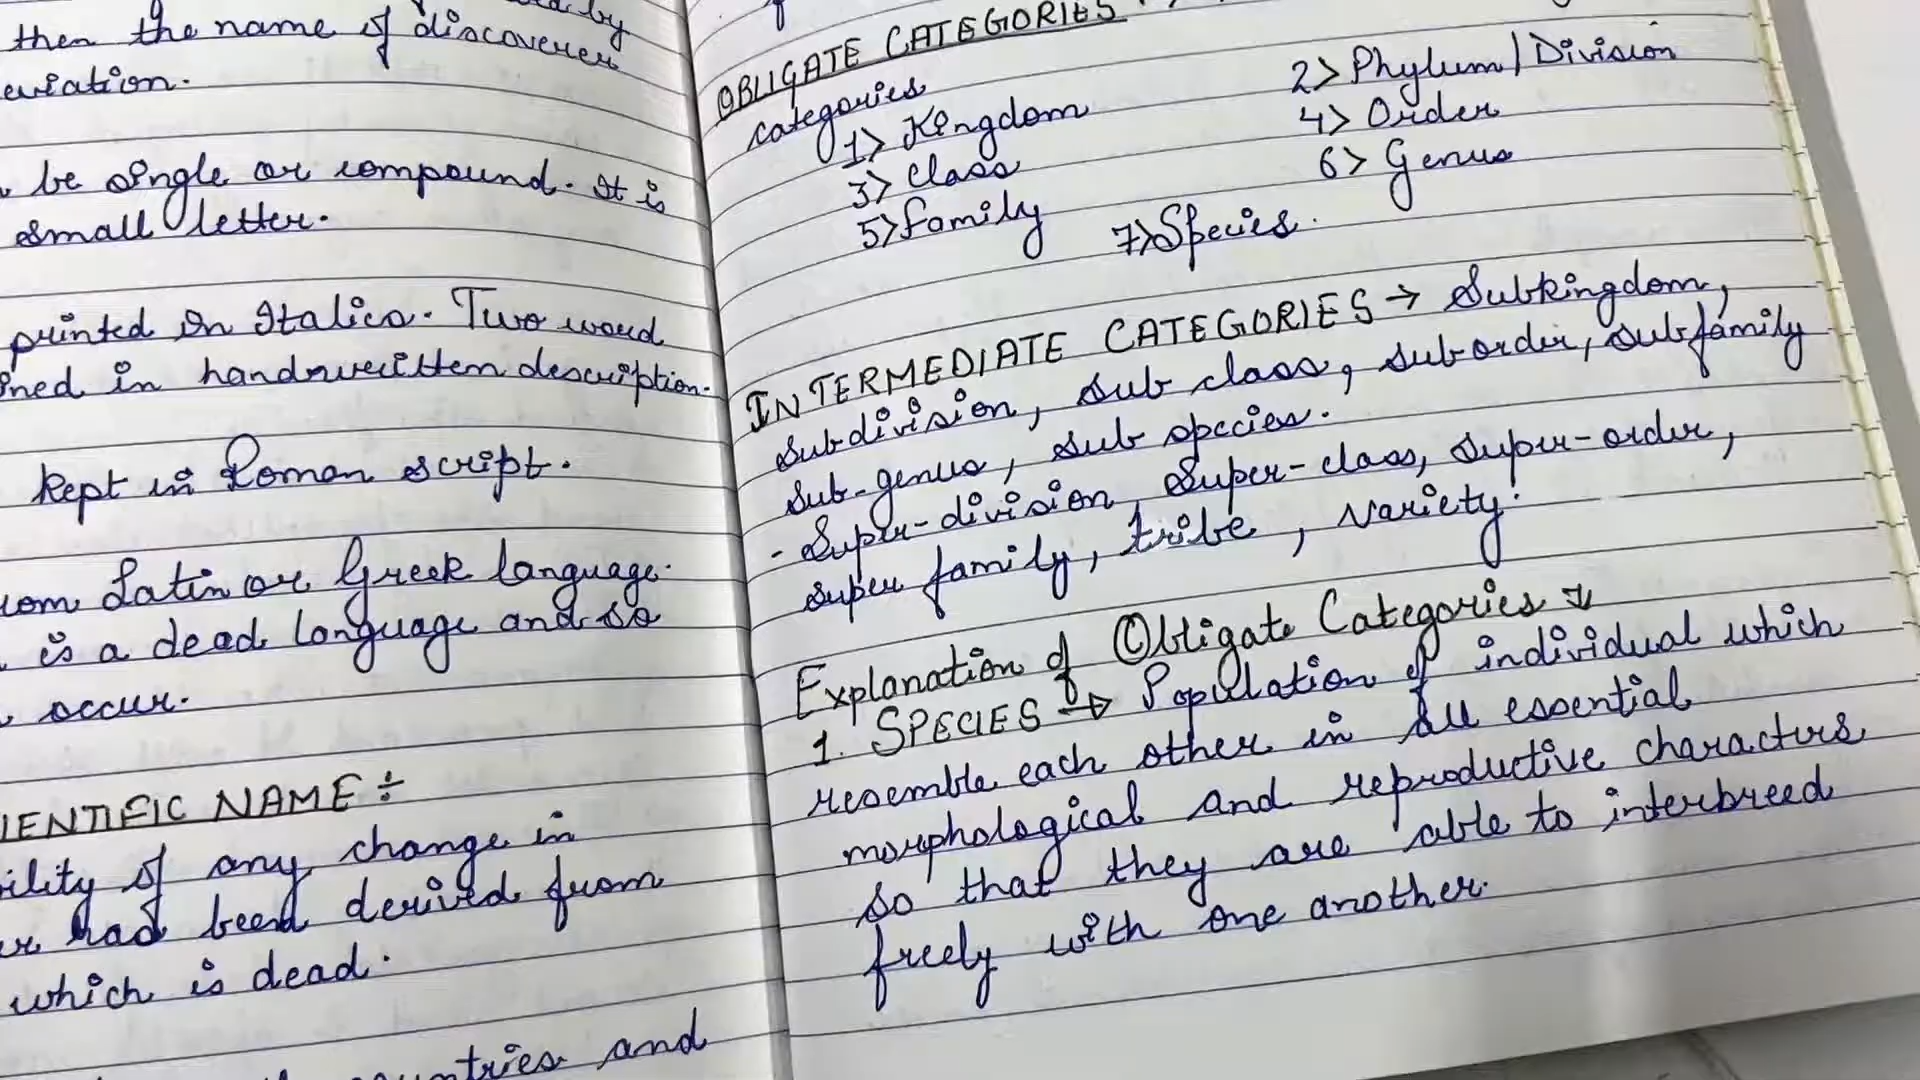 then the name of discoverer
eviation.
be single or compound. It is
small letter.
printed in Italics. Two word
ined in handwritten description.
kept in Roman script.
Latin or Greek language.
is a dead language and so
occur.
IENTIFIC NAME ÷
ility of any change in
had been derived from
which is dead.
ountries and
OBLIGATE CATEGORIES
categories
1> Kingdom 2> Phylum/Division
3> Class 4> Order
5> family 6> Genus
7> Species.
INTERMEDIATE CATEGORIES → Subkingdom,
Subdivision, sub class, suborder, subfamily
sub-genus, sub species.
- Super-division, super-class, super-order,
super family, tribe, variety.
Explanation of Obligate Categories ↓
1. SPECIES → Population of individual which
resemble each other in all essential
morphological and reproductive characters
so that they are able to interbreed
freely with one another.